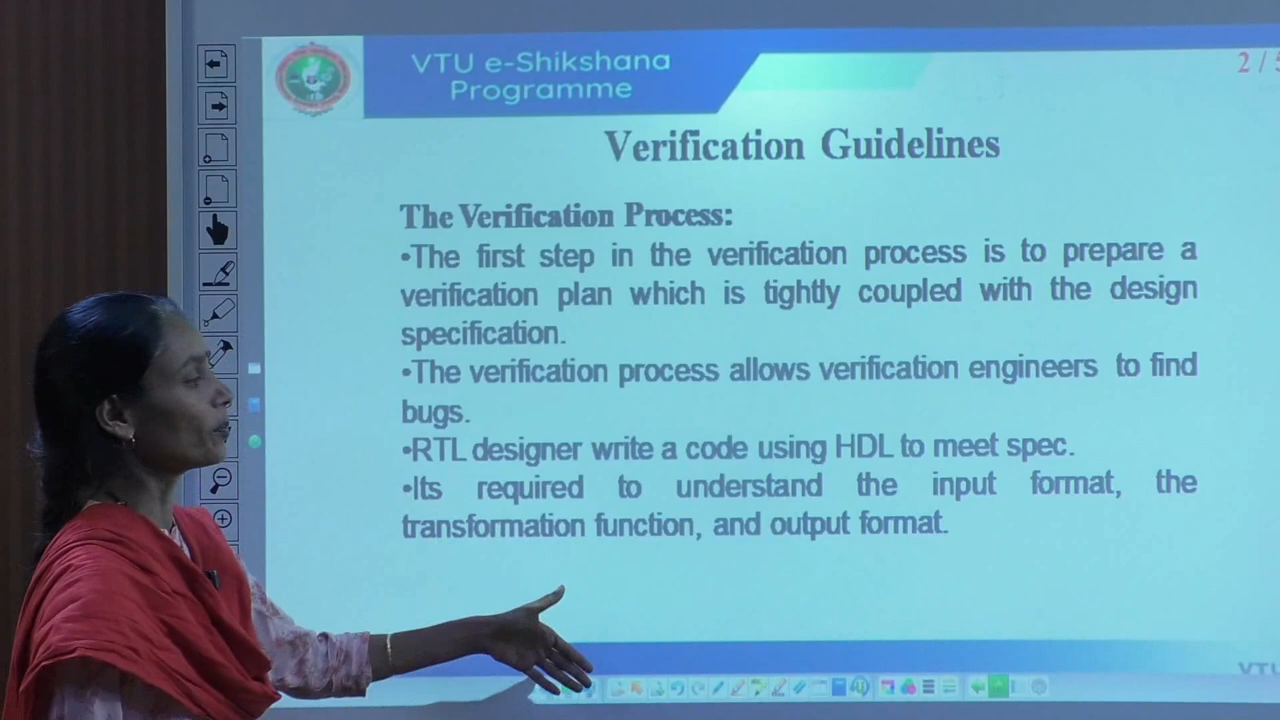 VTU e-Shikshana
Programme
2 / 5
Verification Guidelines
The Verification Process:
•The first step in the verification process is to prepare a
verification plan which is tightly coupled with the design
specification.
•The verification process allows verification engineers to find
bugs.
•RTL designer write a code using HDL to meet spec.
•Its required to understand the input format, the
transformation function, and output format.
VTU